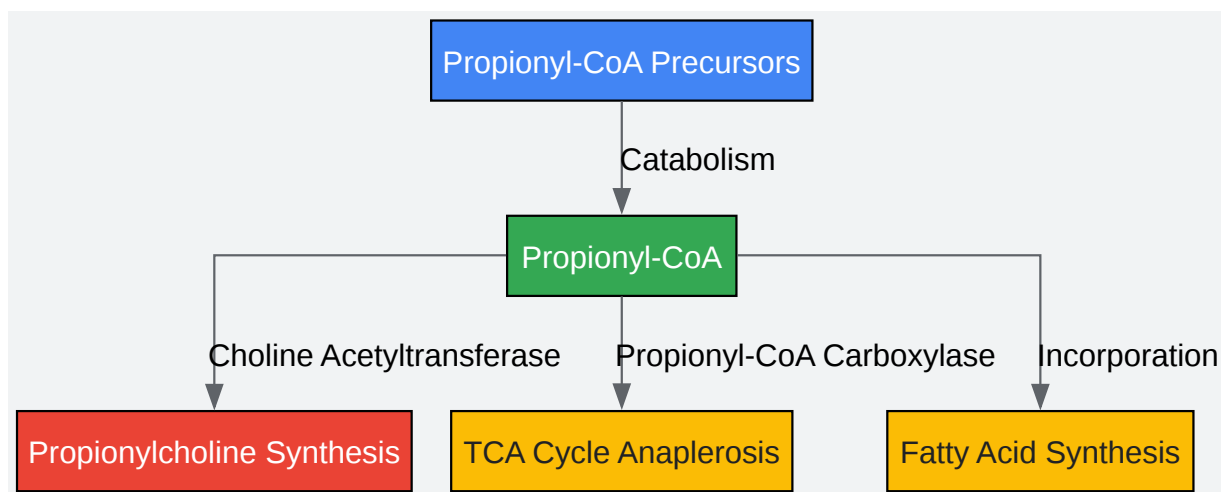 Propionyl-CoA Precursors
Catabolism
Propionyl-CoA
Choline Acetyltransferase
Propionyl-CoA Carboxylase
Incorporation
Propionylcholine Synthesis
TCA Cycle Anaplerosis
Fatty Acid Synthesis